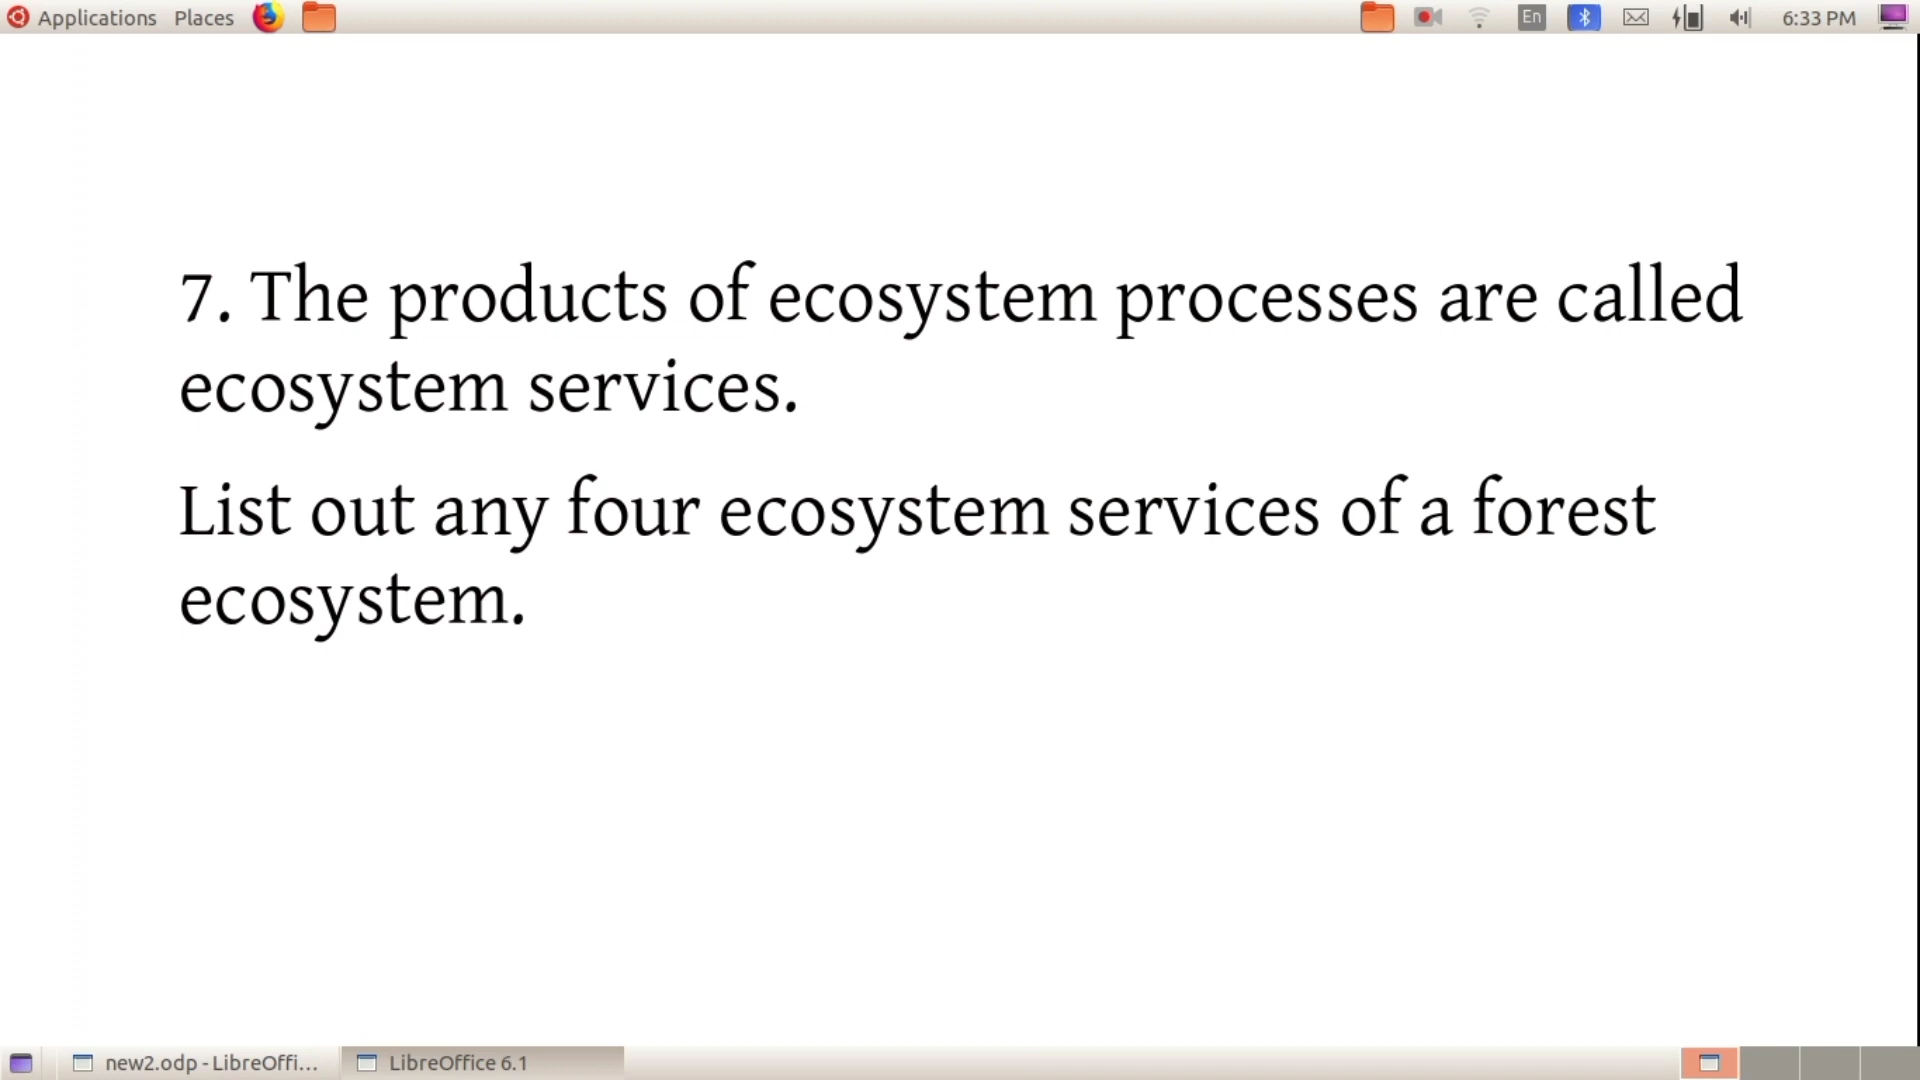 Applications Places En 6:33 PM
7. The products of ecosystem processes are called
ecosystem services.
List out any four ecosystem services of a forest
ecosystem.
new2.odp - LibreOffi... LibreOffice 6.1